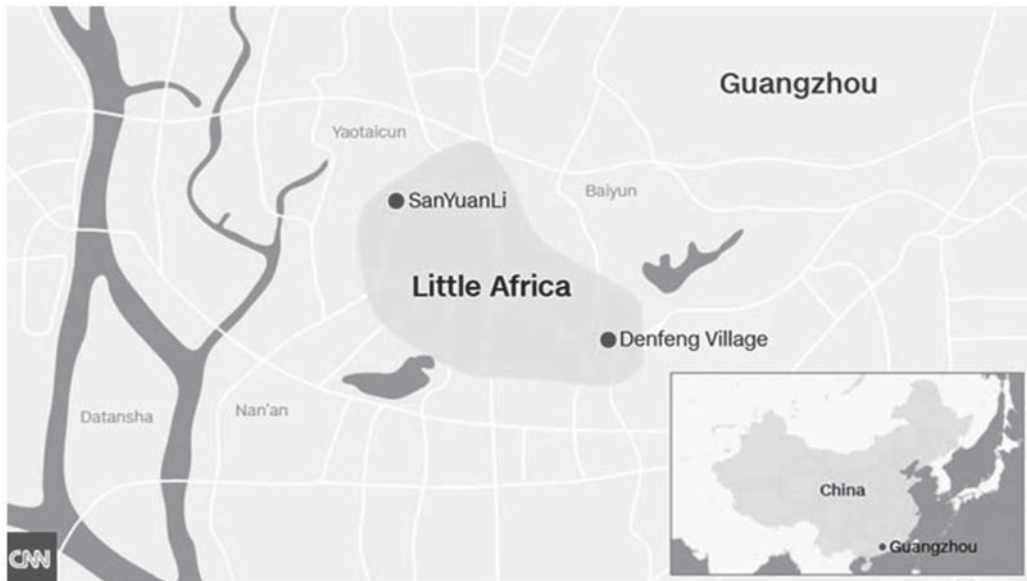 Guangzhou
Yaotaicun
Baiyun
SanYuanLi
Little Africa
Denfeng Village
Datansha
Nan'an
China
Guangzhou
CNN